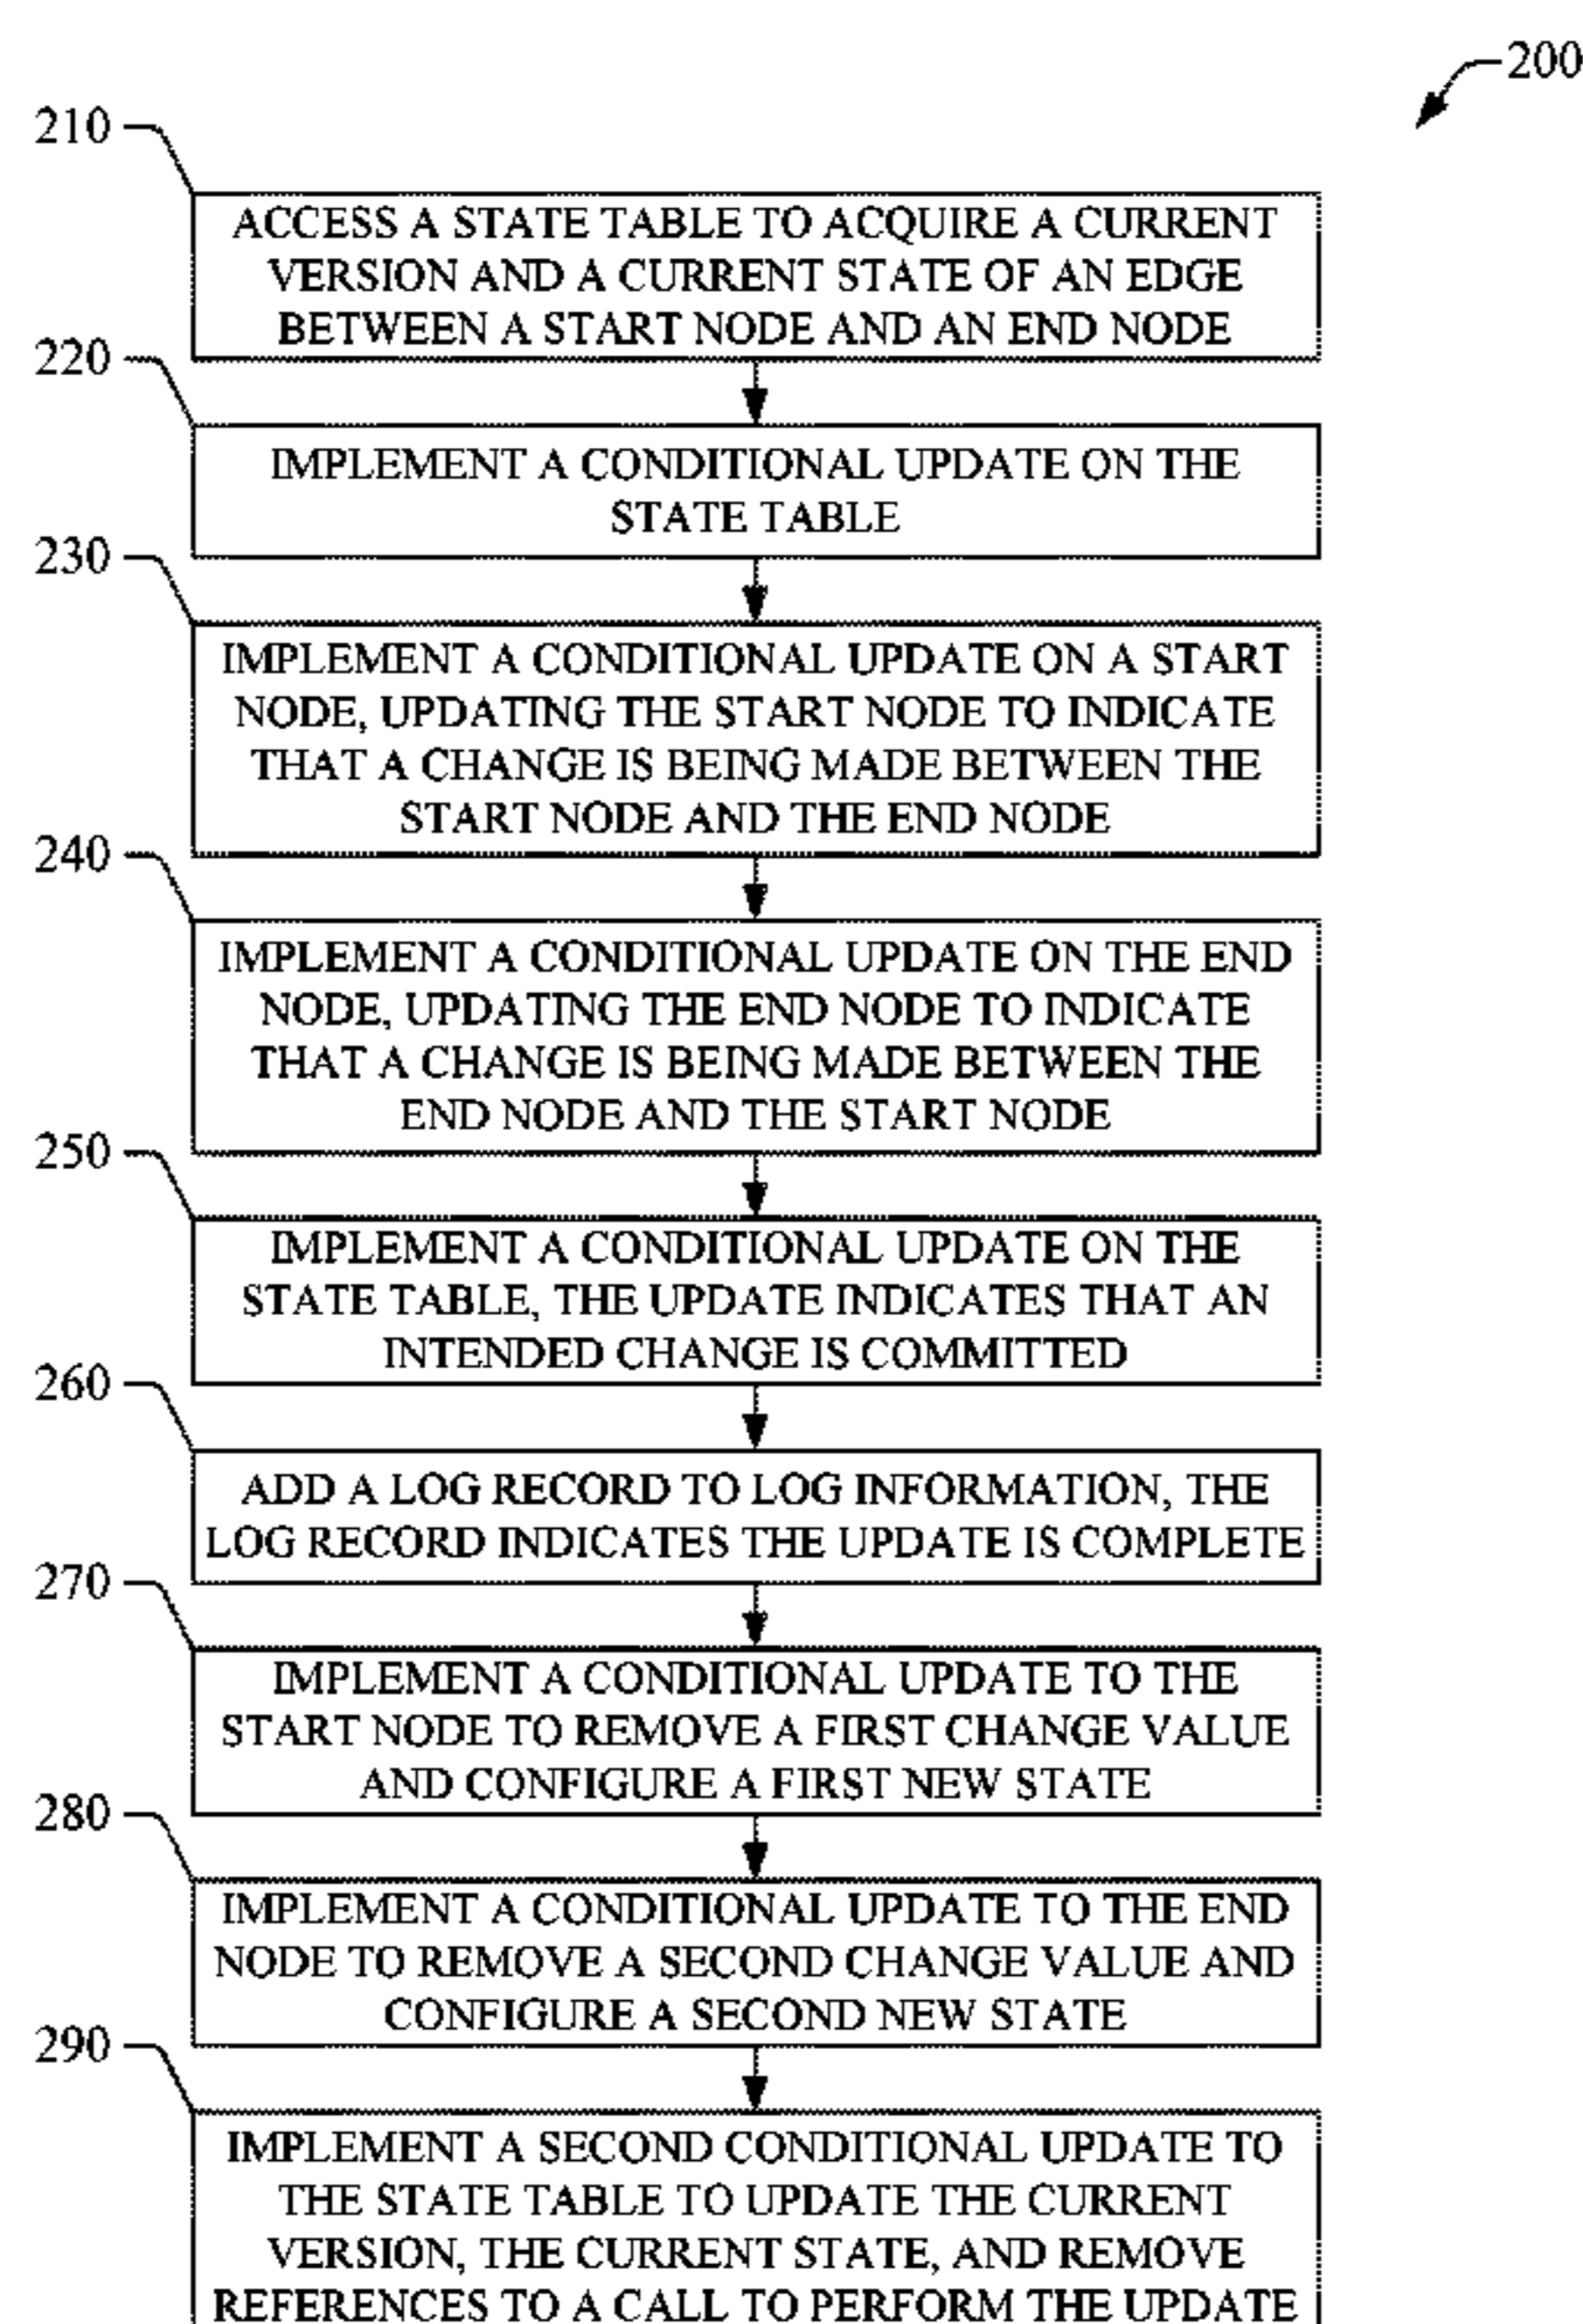 200
210
ACCESS A STATE TABLE TO ACQUIRE A CURRENT
VERSION AND A CURRENT STATE OF AN EDGE
BETWEEN A START NODE AND AN END NODE
220
IMPLEMENT A CONDITIONAL UPDATE ON THE
STATE TABLE
230
IMPLEMENT A CONDITIONAL UPDATE ON A START
NODE, UPDATING THE START NODE TO INDICATE
THAT A CHANGE IS BEING MADE BETWEEN THE
START NODE AND THE END NODE
240
IMPLEMENT A CONDITIONAL UPDATE ON THE END
NODE, UPDATING THE END NODE TO INDICATE
THAT A CHANGE IS BEING MADE BETWEEN THE
END NODE AND THE START NODE
250
IMPLEMENT A CONDITIONAL UPDATE ON THE
STATE TABLE, THE UPDATE INDICATES THAT AN
INTENDED CHANGE IS COMMITTED
260
ADD A LOG RECORD TO LOG INFORMATION, THE
LOG RECORD INDICATES THE UPDATE IS COMPLETE
270
IMPLEMENT A CONDITIONAL UPDATE TO THE
START NODE TO REMOVE A FIRST CHANGE VALUE
AND CONFIGURE A FIRST NEW STATE
280
IMPLEMENT A CONDITIONAL UPDATE TO THE END
NODE TO REMOVE A SECOND CHANGE VALUE AND
CONFIGURE A SECOND NEW STATE
290
IMPLEMENT A SECOND CONDITIONAL UPDATE TO
THE STATE TABLE TO UPDATE THE CURRENT
VERSION, THE CURRENT STATE, AND REMOVE
REFERENCES TO A CALL TO PERFORM THE UPDATE